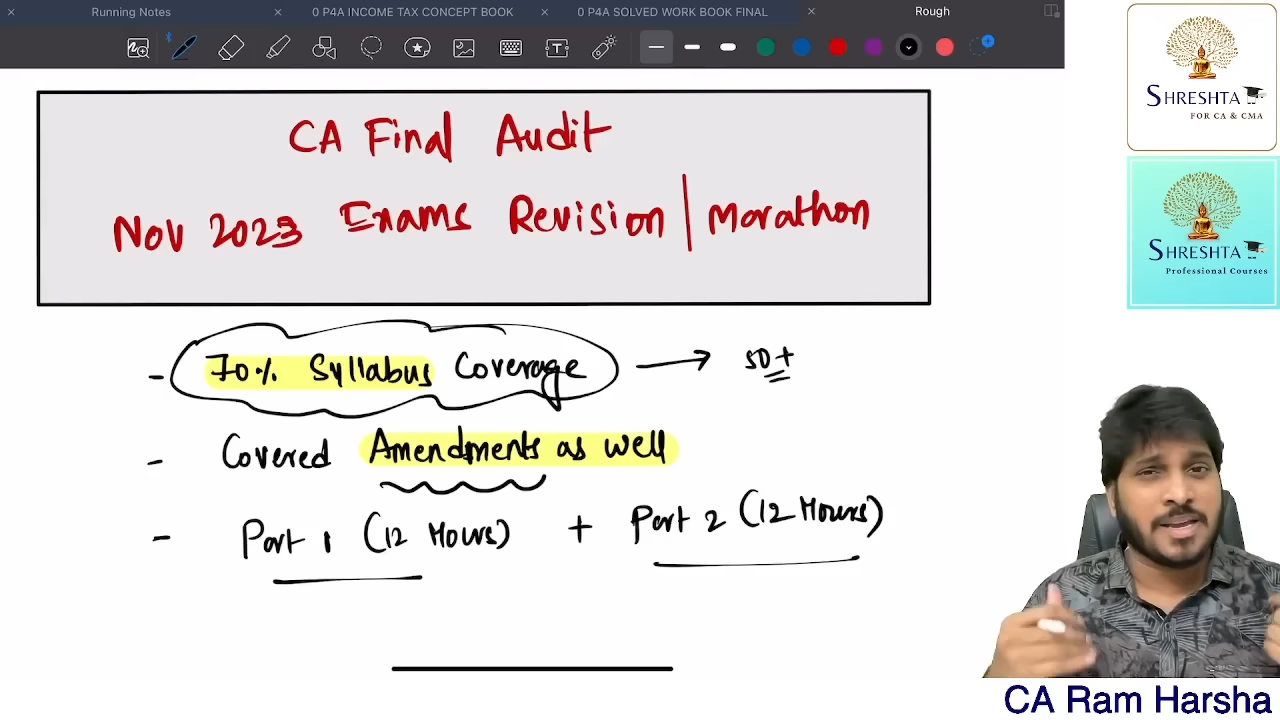 Running Notes
0 P4A INCOME TAX CONCEPT BOOK
0 P4A SOLVED WORK BOOK FINAL
Rough
SHRESHTA
FOR CA & CMA
SHRESHTA
Professional Courses
CA Final Audit
Nov 2023 Exams Revision | Marathon
- 70% Syllabus Coverage → 50+
- Covered Amendments as well
- Part 1 (12 Hours) + Part 2 (12 Hours)
CA Ram Harsha